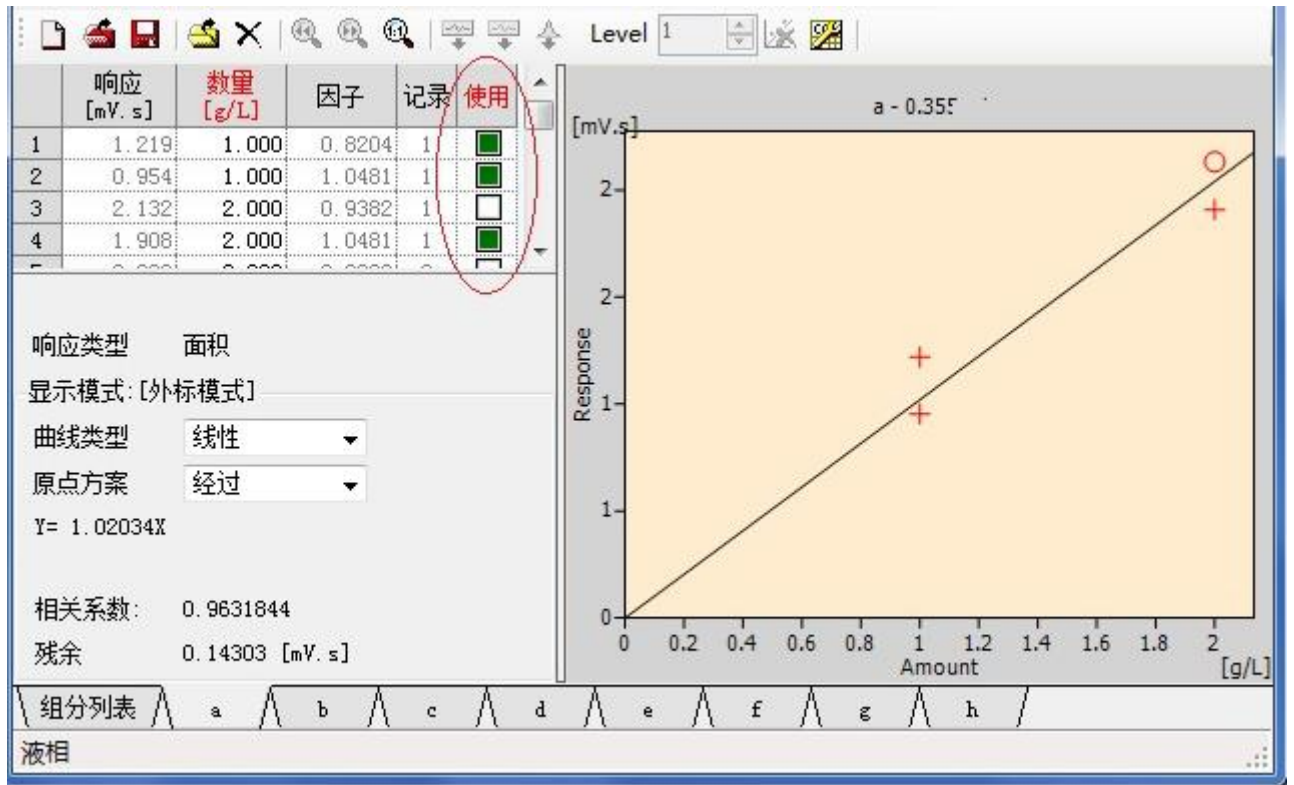 Level 1
响应 [mV.s] 数量 [g/L] 因子 记录 使用
1 1.219 1.000 0.8204 1
2 0.954 1.000 1.0481 1
3 2.132 2.000 0.9382 1
4 1.908 2.000 1.0481 1
响应类型 面积
显示模式:[外标模式]
曲线类型 线性
原点方案 经过
Y= 1.02034X
相关系数: 0.9631844
残余 0.14303 [mV.s]
a - 0.355
[mV.s]
2
2
1
1
0
Response
0 0.2 0.4 0.6 0.8 1 1.2 1.4 1.6 1.8 2
Amount [g/L]
组分列表 a b c d e f g h
液相